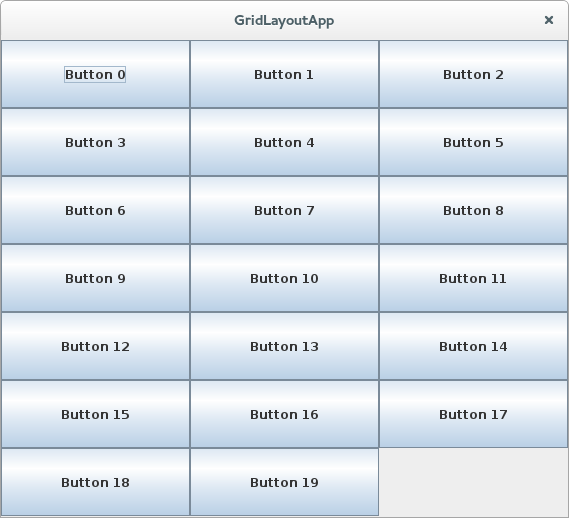 GridLayoutApp
Button 0 Button 1 Button 2
Button 3 Button 4 Button 5
Button 6 Button 7 Button 8
Button 9 Button 10 Button 11
Button 12 Button 13 Button 14
Button 15 Button 16 Button 17
Button 18 Button 19